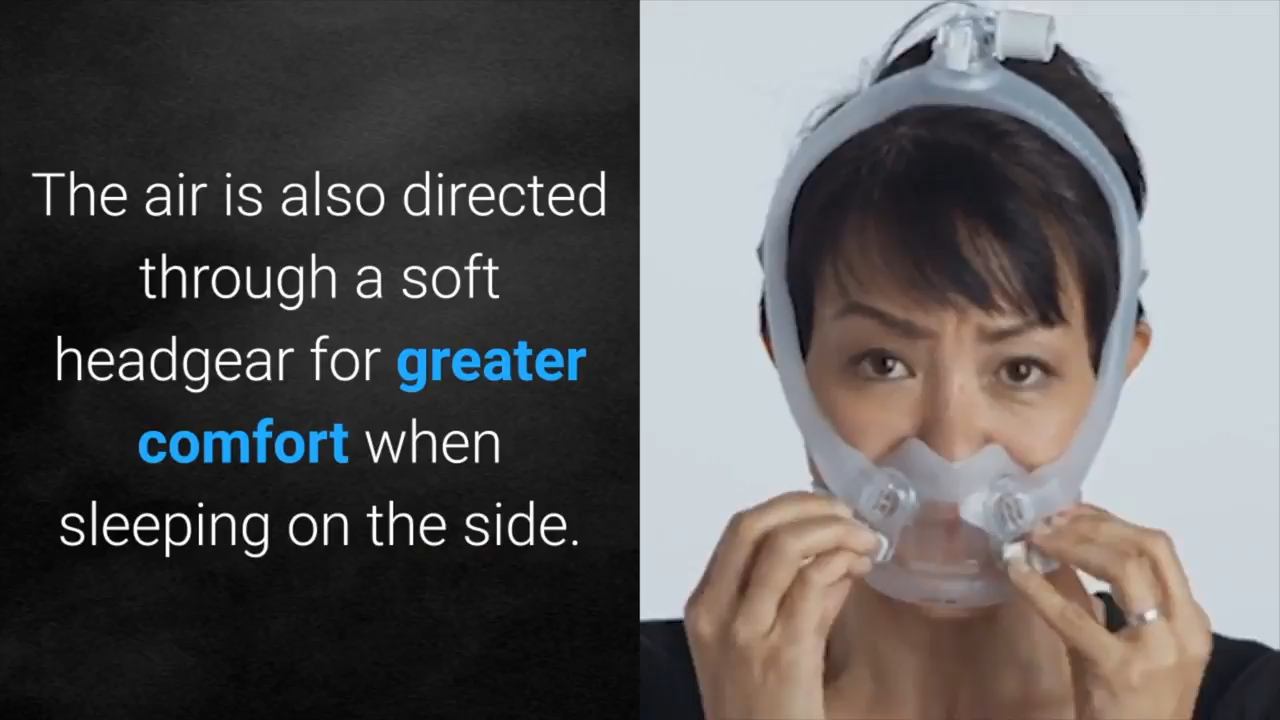 The air is also directed
through a soft
headgear for greater
comfort when
sleeping on the side.